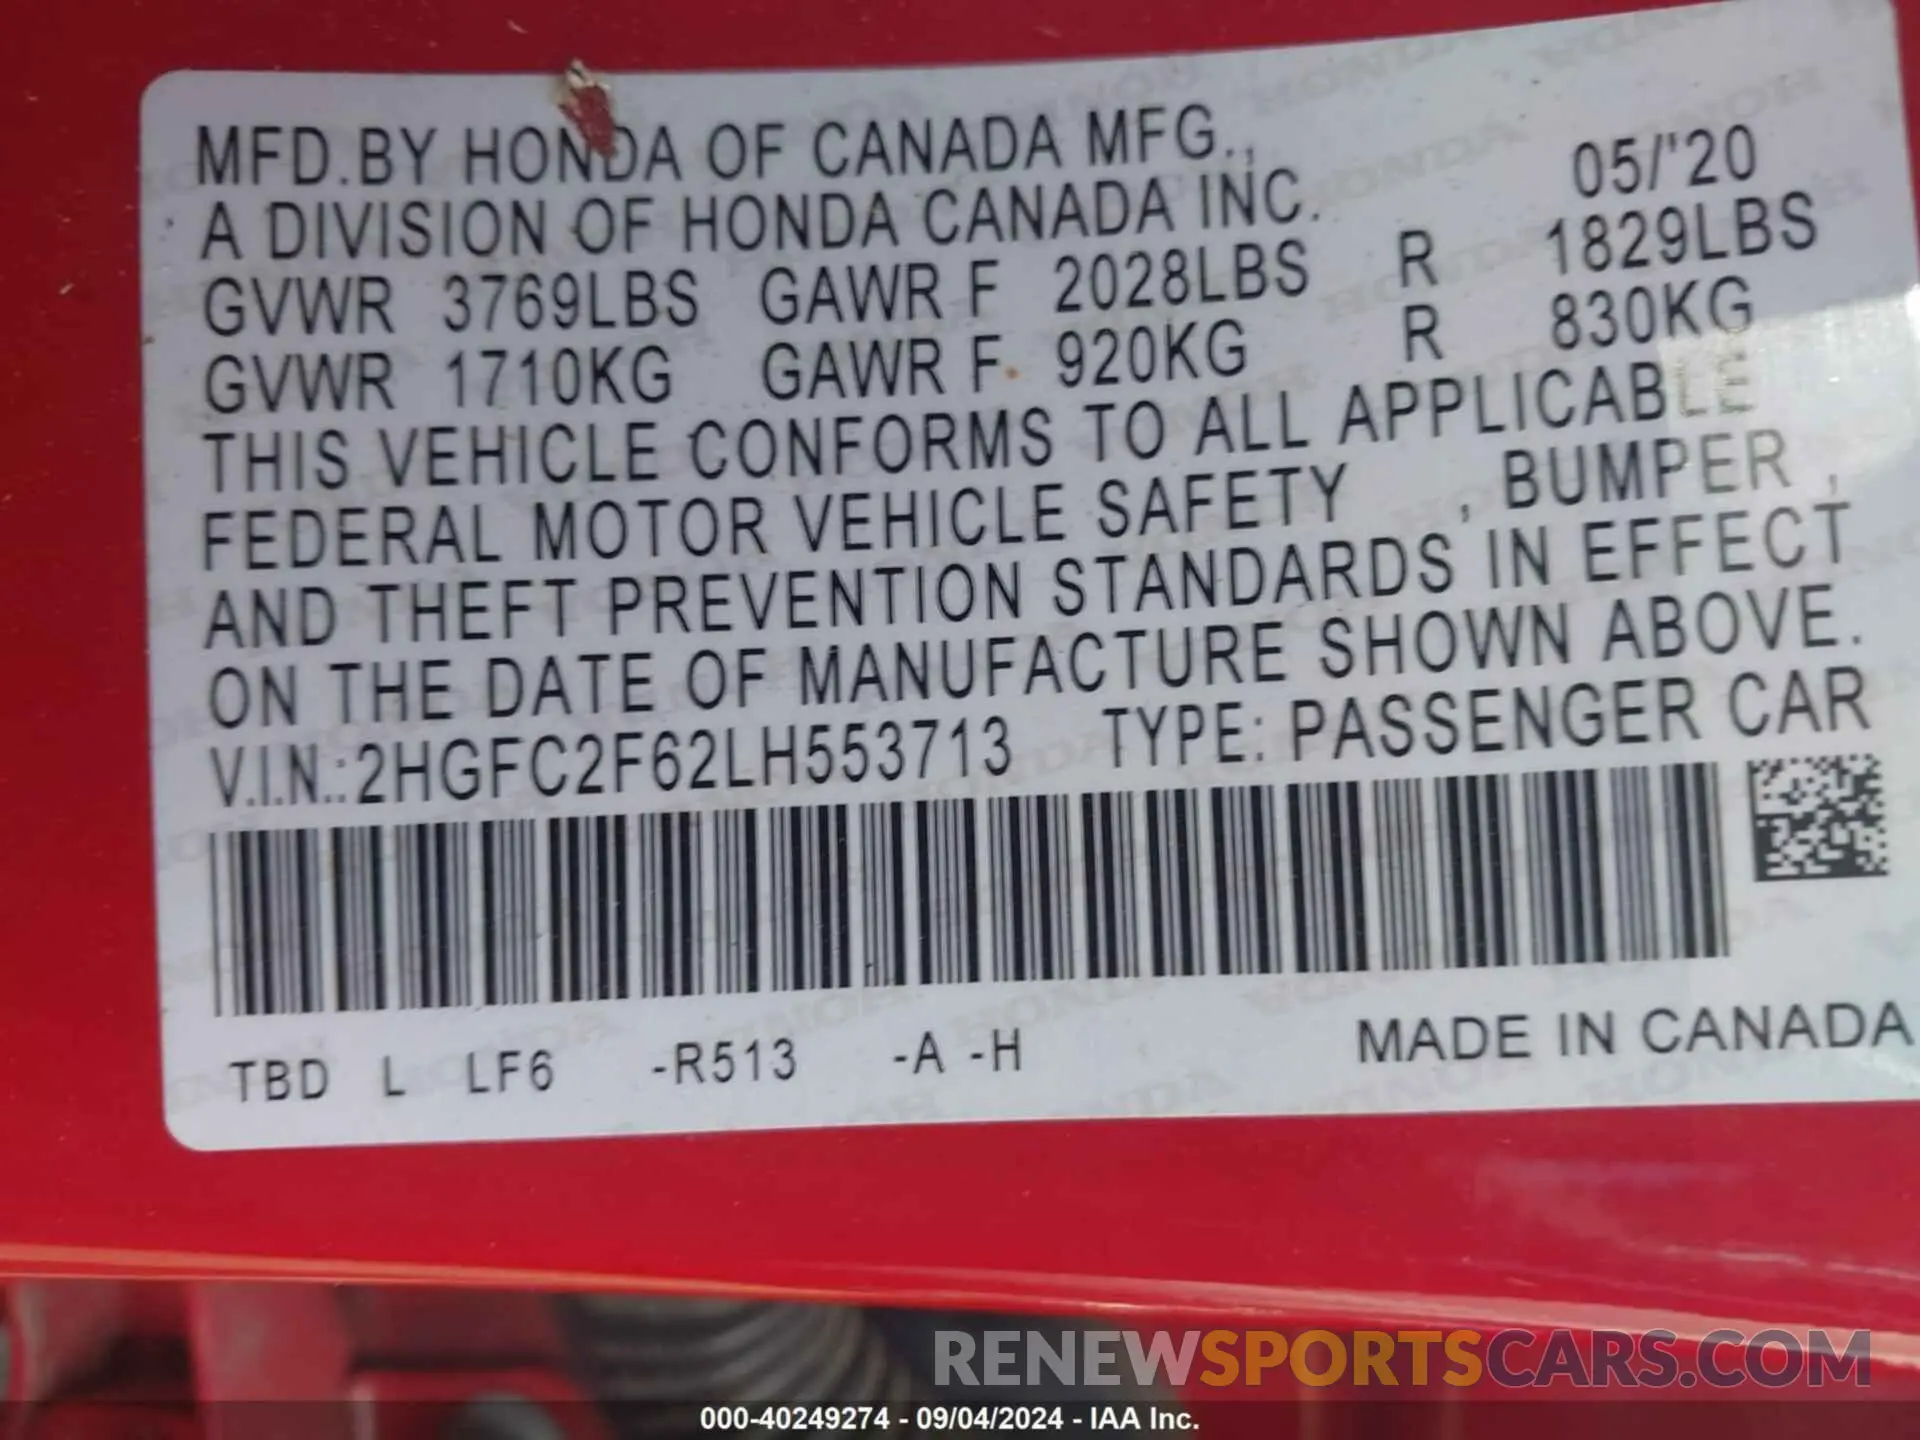 MFD.BY HONDA OF CANADA MFG., 05/'20
A DIVISION OF HONDA CANADA INC.
GVWR 3769LBS GAWR F 2028LBS R 1829LBS
GVWR 1710KG GAWR F 920KG R 830KG
THIS VEHICLE CONFORMS TO ALL APPLICABLE
FEDERAL MOTOR VEHICLE SAFETY , BUMPER ,
AND THEFT PREVENTION STANDARDS IN EFFECT
ON THE DATE OF MANUFACTURE SHOWN ABOVE.
V.I.N.:2HGFC2F62LH553713 TYPE: PASSENGER CAR
TBD L LF6 -R513 -A -H MADE IN CANADA
RENEWSPORTSCARS.COM
000-40249274 - 09/04/2024 - IAA Inc.